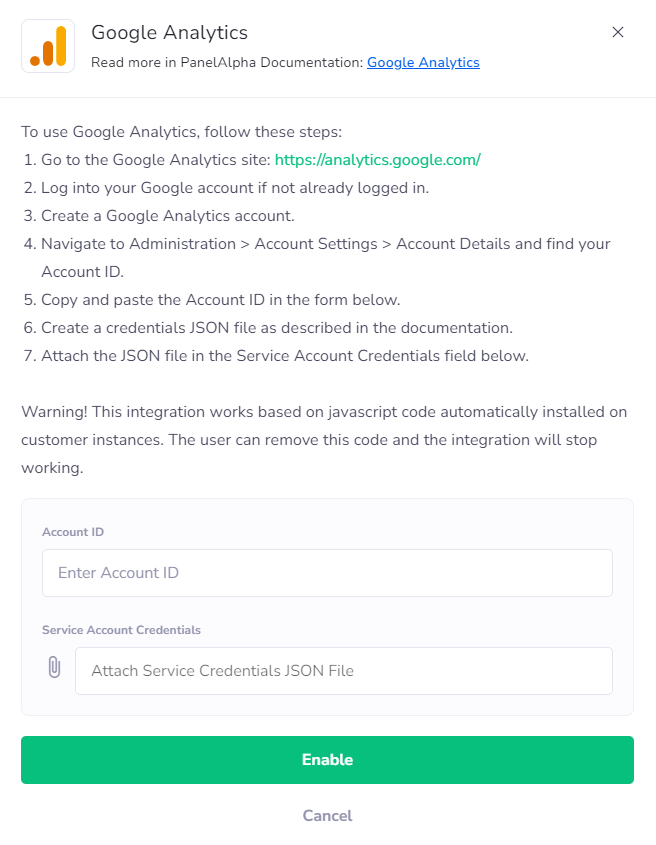 Google Analytics
Read more in PanelAlpha Documentation: Google Analytics
To use Google Analytics, follow these steps:
1. Go to the Google Analytics site: https://analytics.google.com/
2. Log into your Google account if not already logged in.
3. Create a Google Analytics account.
4. Navigate to Administration > Account Settings > Account Details and find your
Account ID.
5. Copy and paste the Account ID in the form below.
6. Create a credentials JSON file as described in the documentation.
7. Attach the JSON file in the Service Account Credentials field below.
Warning! This integration works based on javascript code automatically installed on
customer instances. The user can remove this code and the integration will stop
working.
Account ID
Enter Account ID
Service Account Credentials
Attach Service Credentials JSON File
Enable
Cancel